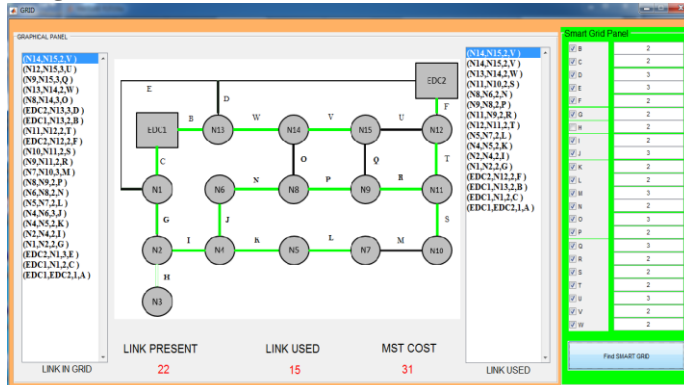 GRID
GRAPHICAL PANEL
(N14,N15,2,V )
(N12,N15,3,U )
(N9,N15,3,Q )
(N13,N14,2,W )
(N8,N14,3,O )
(EDC2,N13,3,D )
(EDC1,N13,2,B )
(N11,N12,2,T )
(EDC2,N12,2,F )
(N10,N11,2,S )
(N9,N11,2,R )
(N7,N10,3,M )
(N8,N9,2,P )
(N6,N8,2,N )
(N5,N7,2,L )
(N4,N6,3,J )
(N4,N5,2,K )
(N2,N4,2,I )
(N1,N2,2,G )
(EDC2,N1,3,E )
(EDC1,N1,2,C )
(EDC1,EDC2,1,A )
LINK IN GRID
E
D
EDC2
F
EDC1
B
N13
W
N14
V
N15
U
N12
C
O
Q
T
N1
N6
N
N8
P
N9
R
N11
G
J
S
N2
I
N4
K
N5
L
N7
M
N10
H
N3
LINK PRESENT
LINK USED
MST COST
22
15
31
(N14,N15,2,V )
(N14,N15,2,V )
(N13,N14,2,W )
(N11,N10,2,S )
(N8,N6,2,N )
(N9,N8,2,P )
(N11,N9,2,R )
(N12,N11,2,T )
(N5,N7,2,L )
(N4,N5,2,K )
(N2,N4,2,I )
(N1,N2,2,G )
(EDC2,N12,2,F )
(EDC1,N13,2,B )
(EDC1,N1,2,C )
(EDC1,EDC2,1,A )
LINK USED
Smart Grid Panel
B 2
C 2
D 3
E 3
F 2
G 2
H 2
I 2
J 3
K 2
L 2
M 3
N 2
O 3
P 2
Q 3
R 2
S 2
T 2
U 3
V 2
W 2
Find SMART GRID